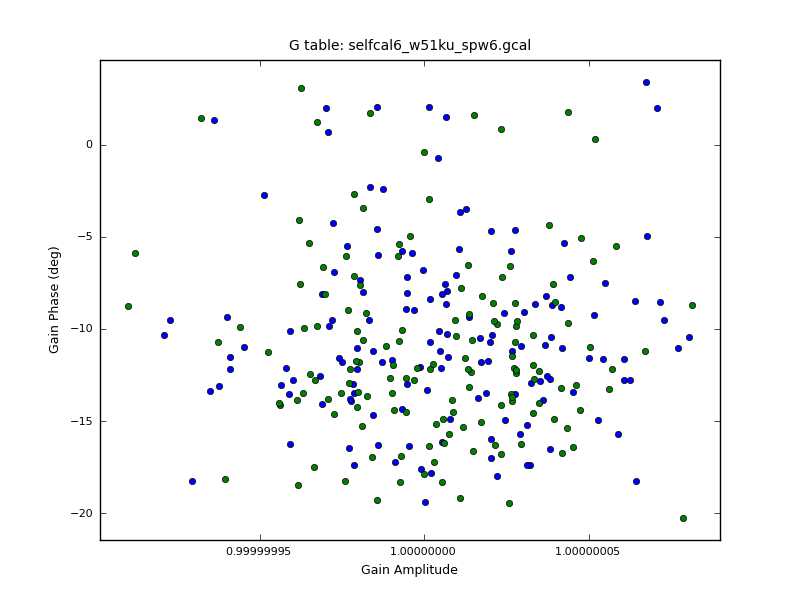 G table: selfcal6_w51ku_spw6.gcal
Gain Phase (deg)
0
−5
−10
−15
−20
0.99999995
1.00000000
1.00000005
Gain Amplitude